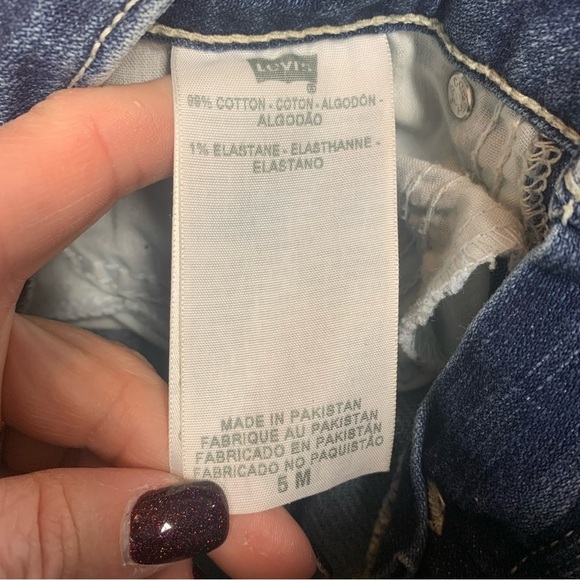 Levi's
®
99% COTTON - COTON - ALGODÓN -
ALGODÃO
1% ELASTANE - ELASTHANNE -
ELASTANO
MADE IN PAKISTAN
FABRIQUE AU PAKISTAN
FABRICADO EN PAKISTÁN
FABRICADO NO PAQUISTÃO
5 M